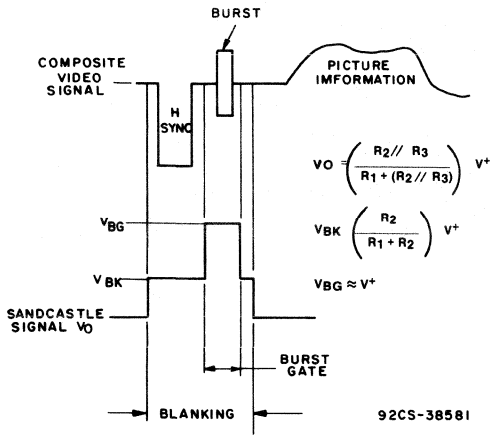 BURST
COMPOSITE
VIDEO
SIGNAL
H
SYNC
PICTURE
IMFORMATION
VO = ( R2// R3 / R1 + (R2// R3) ) V+
VBG
VBK ( R2 / R1 + R2 ) V+
VBK
VBG ≈ V+
SANDCASTLE
SIGNAL VO
BURST
GATE
BLANKING
92CS-38581